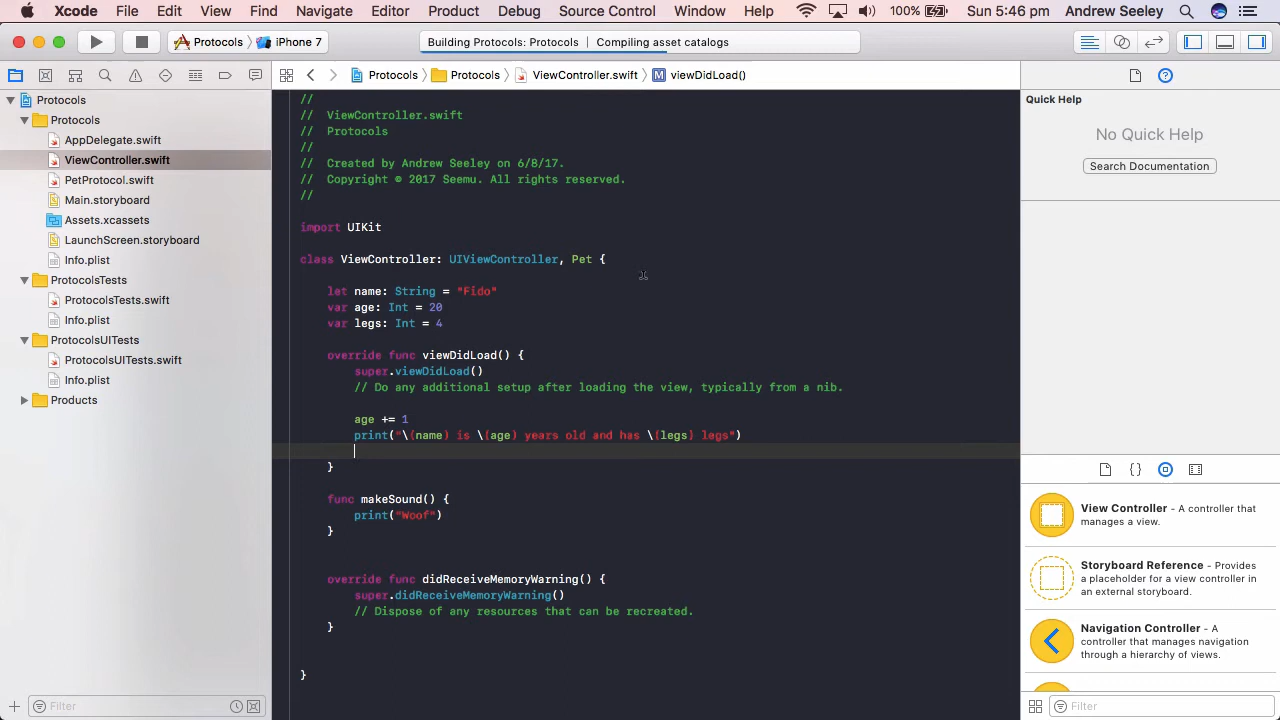 Xcode File Edit View Find Navigate Editor Product Debug Source Control Window Help 100% Sun 5:46 pm Andrew Seeley
Protocols iPhone 7 Building Protocols: Protocols | Compiling asset catalogs
Protocols Protocols ViewController.swift M viewDidLoad()
Protocols
Protocols
AppDelegate.swift
ViewController.swift
PetProtocol.swift
Main.storyboard
Assets.xcassets
LaunchScreen.storyboard
Info.plist
ProtocolsTests
ProtocolsTests.swift
Info.plist
ProtocolsUITests
ProtocolsUITests.swift
Info.plist
Products
Filter
//
// ViewController.swift
// Protocols
//
// Created by Andrew Seeley on 6/8/17.
// Copyright © 2017 Seemu. All rights reserved.
//
import UIKit
class ViewController: UIViewController, Pet {
let name: String = "Fido"
var age: Int = 20
var legs: Int = 4
override func viewDidLoad() {
super.viewDidLoad()
// Do any additional setup after loading the view, typically from a nib.
age += 1
print("\(name) is \(age) years old and has \(legs) legs")
}
func makeSound() {
print("Woof")
}
override func didReceiveMemoryWarning() {
super.didReceiveMemoryWarning()
// Dispose of any resources that can be recreated.
}
}
Quick Help
No Quick Help
Search Documentation
{}
View Controller - A controller that
manages a view.
Storyboard Reference - Provides
a placeholder for a view controller in
an external storyboard.
Navigation Controller - A
controller that manages navigation
through a hierarchy of views.
Filter